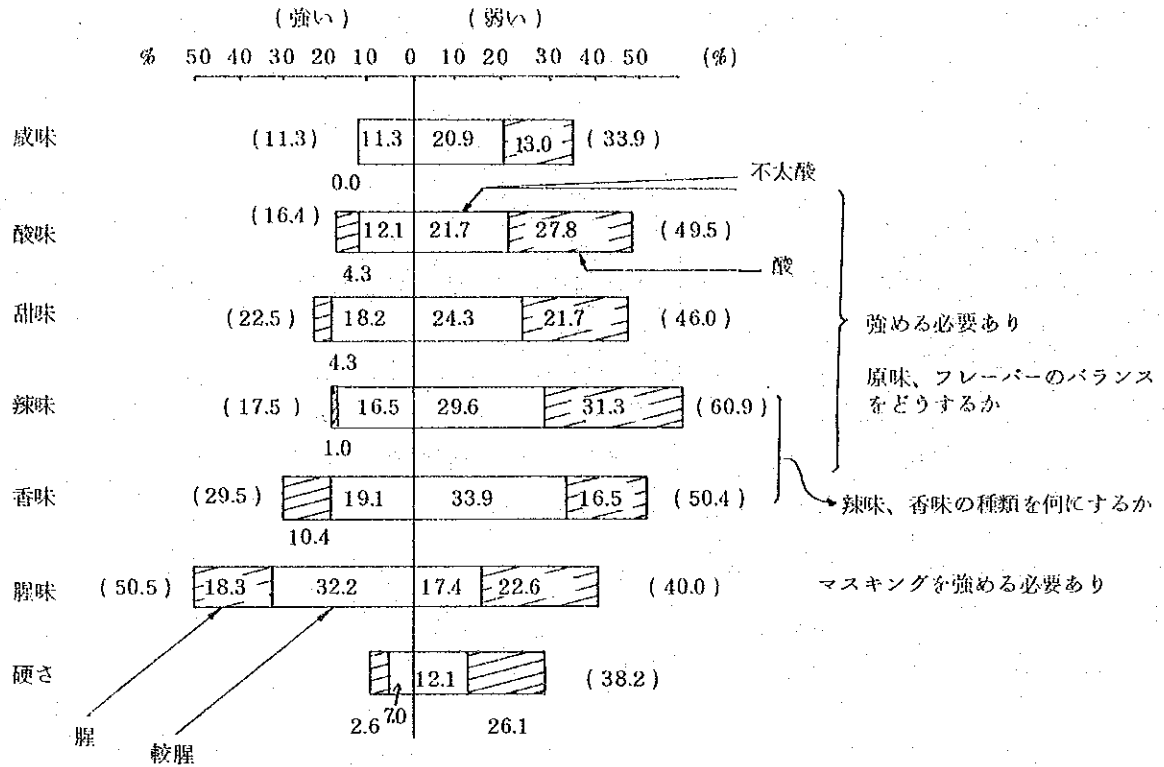 (強い) (弱い)
% 50 40 30 20 10 0 10 20 30 40 50 (%)
咸味 (11.3) 11.3 20.9 13.0 (33.9)
0.0
不太酸
酸味 (16.4) 12.1 21.7 27.8 (49.5)
4.3
酸
甜味 (22.5) 18.2 24.3 21.7 (46.0)
4.3
強める必要あり
原味、フレーバーのバランス
をどうするか
辣味 (17.5) 16.5 29.6 31.3 (60.9)
1.0
香味 (29.5) 19.1 33.9 16.5 (50.4)
10.4
辣味、香味の種類を何にするか
腥味 (50.5) 18.3 32.2 17.4 22.6 (40.0) マスキングを強める必要あり
硬さ 12.1 (38.2)
2.6 7.0 26.1
腥
較腥